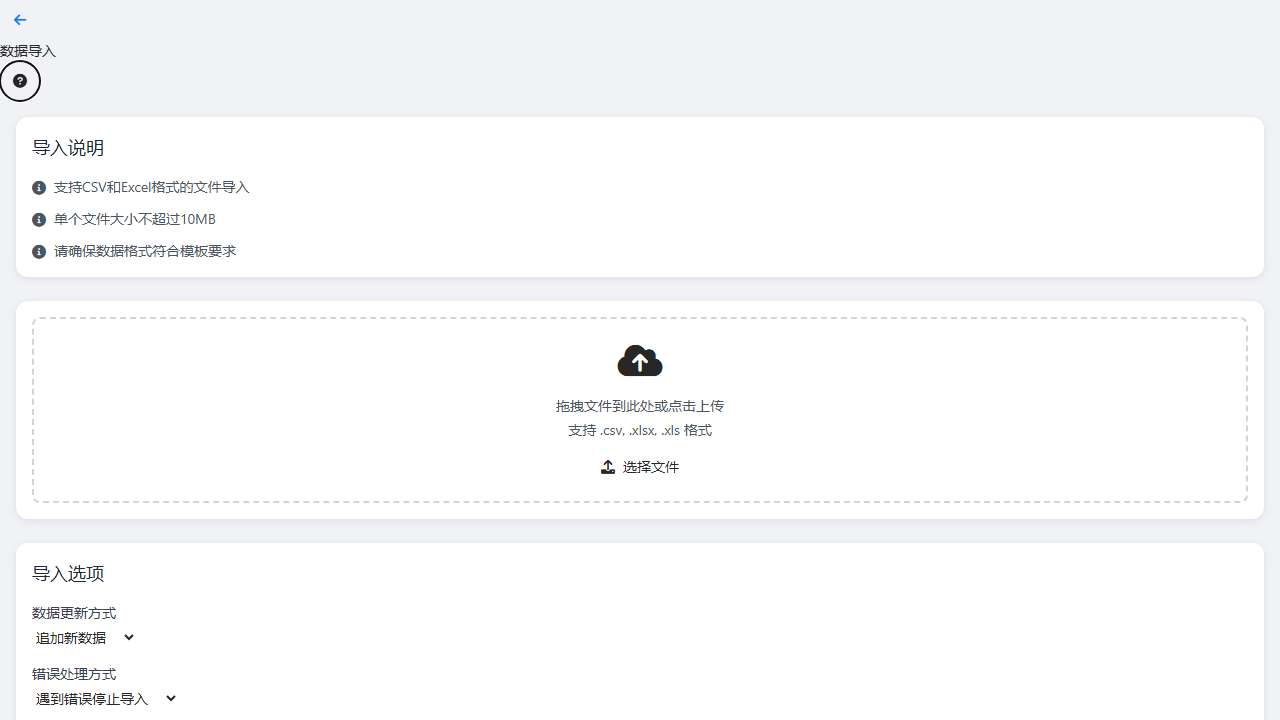 数据导入
导入说明
支持CSV和Excel格式的文件导入
单个文件大小不超过10MB
请确保数据格式符合模板要求
拖拽文件到此处或点击上传
支持 .csv, .xlsx, .xls 格式
选择文件
导入选项
数据更新方式
追加新数据
错误处理方式
遇到错误停止导入